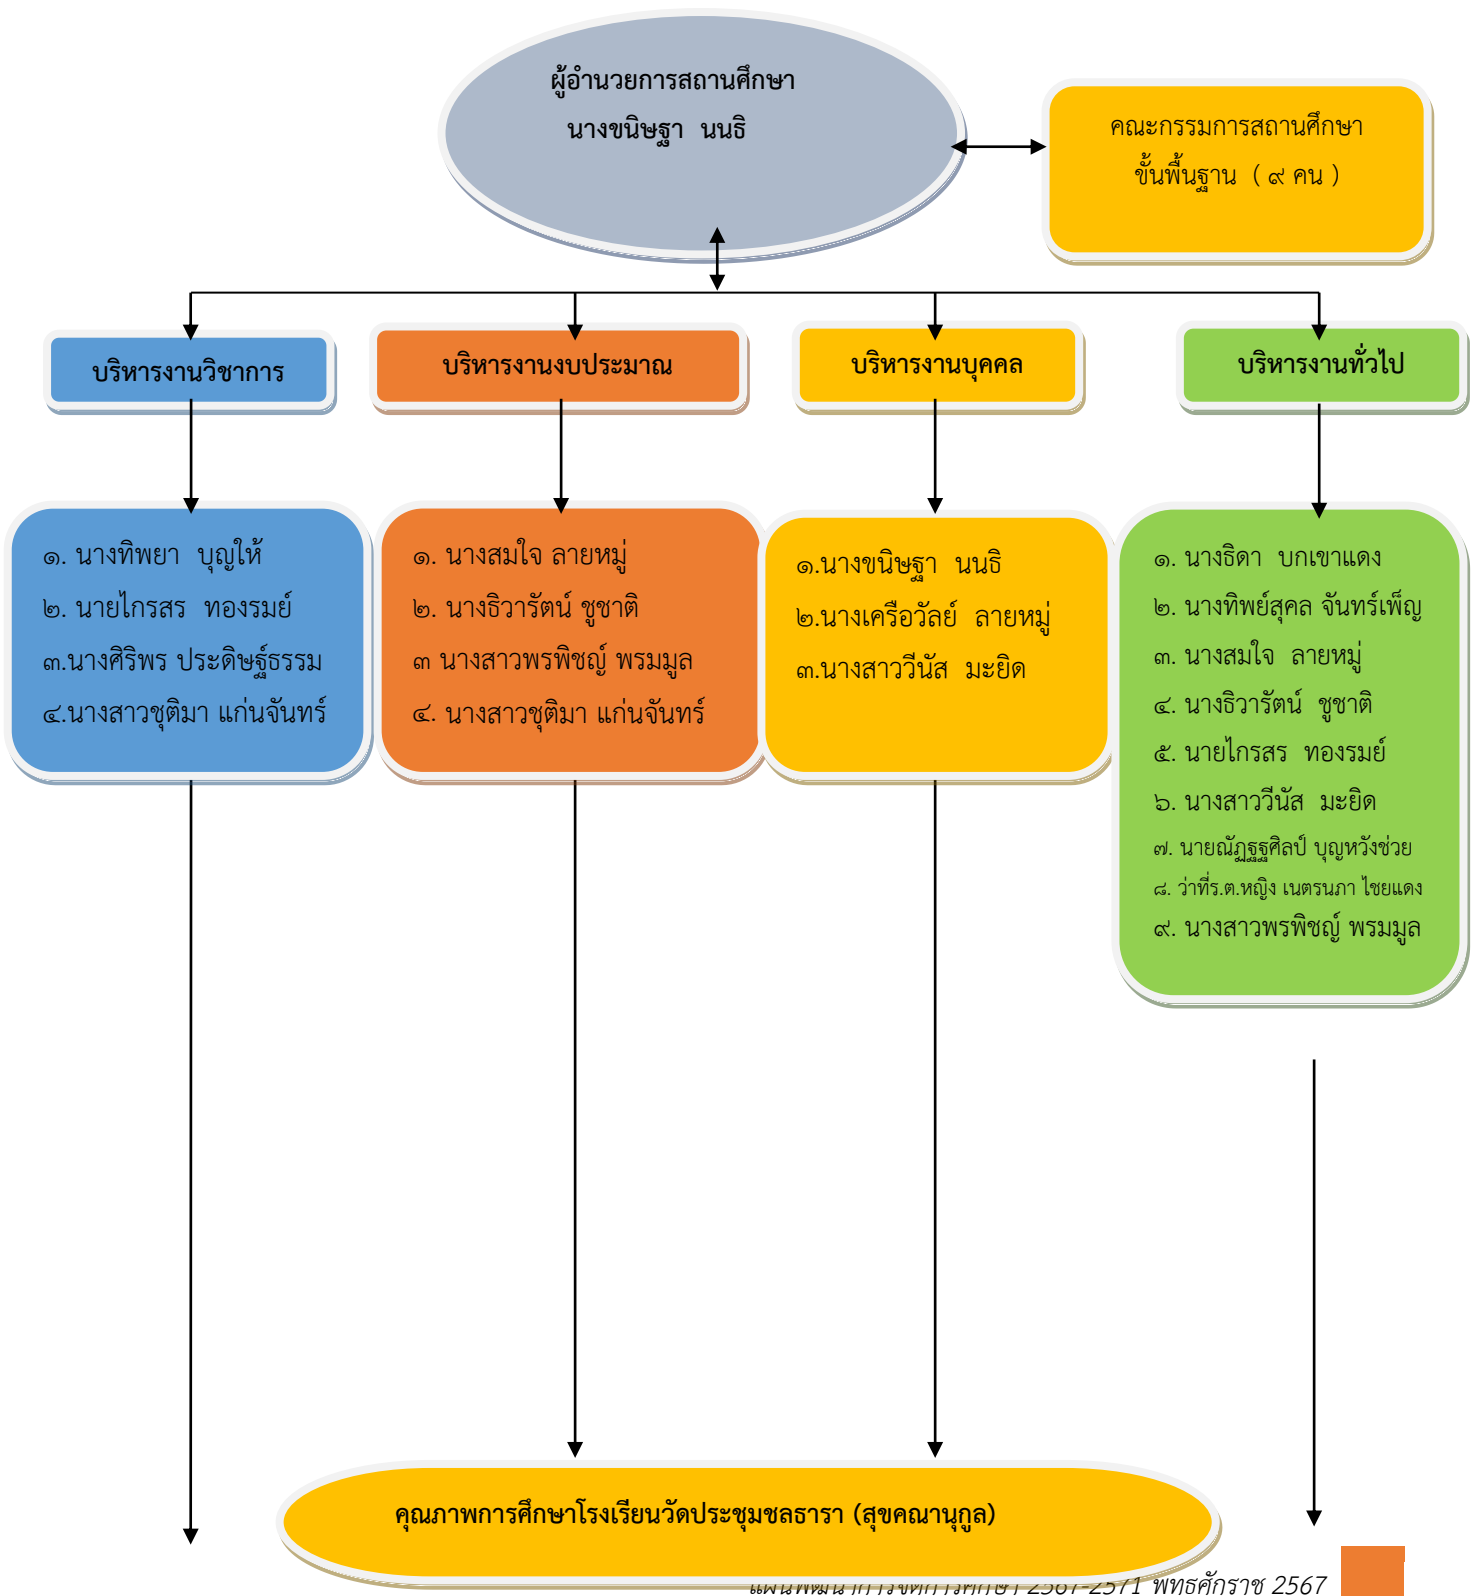 ผู้อำนวยการสถานศึกษา
นางขนิษฐา  นนธิ
คณะกรรมการสถานศึกษา
ขั้นพื้นฐาน  ( ๙ คน )
บริหารงานวิชาการ
บริหารงานงบประมาณ
บริหารงานบุคคล
บริหารงานทั่วไป
๑. นางทิพยา  บุญให้
๒. นายไกรสร  ทองรมย์
๓.นางศิริพร ประดิษฐ์ธรรม
๔.นางสาวชุติมา แก่นจันทร์
๑. นางสมใจ ลายหมู่
๒. นางธิวารัตน์ ชูชาติ
๓ นางสาวพรพิชญ์ พรมมูล
๔. นางสาวชุติมา แก่นจันทร์
๑.นางขนิษฐา  นนธิ
๒.นางเครือวัลย์  ลายหมู่
๓.นางสาววีนัส  มะยิด
๑. นางธิดา  บกเขาแดง
๒. นางทิพย์สุคล จันทร์เพ็ญ
๓. นางสมใจ  ลายหมู่
๔. นางธิวารัตน์  ชูชาติ
๕. นายไกรสร  ทองรมย์
๖. นางสาววีนัส  มะยิด
๗. นายณัฏฐฐศิลป์ บุญหวังช่วย
๘. ว่าที่ร.ต.หญิง เนตรนภา ไชยแดง
๙. นางสาวพรพิชญ์ พรมมูล
คุณภาพการศึกษาโรงเรียนวัดประชุมชลธารา (สุขคณานุกูล)
แผนพัฒนาการจัดการศึกษา 2567-2571 พุทธศักราช 2567